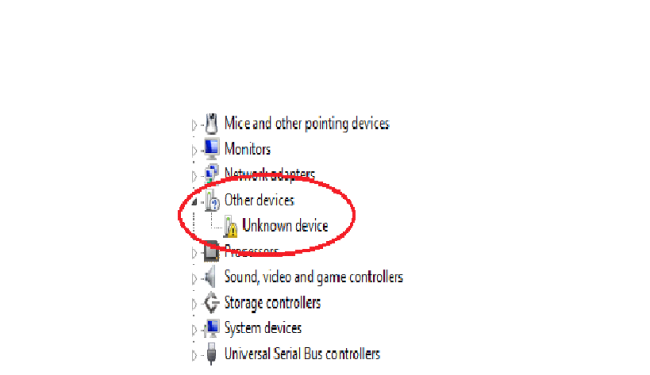 Mice and other pointing devices
Monitors
Network adapters
Other devices
Unknown device
Processors
Sound, video and game controllers
Storage controllers
System devices
Universal Serial Bus controllers